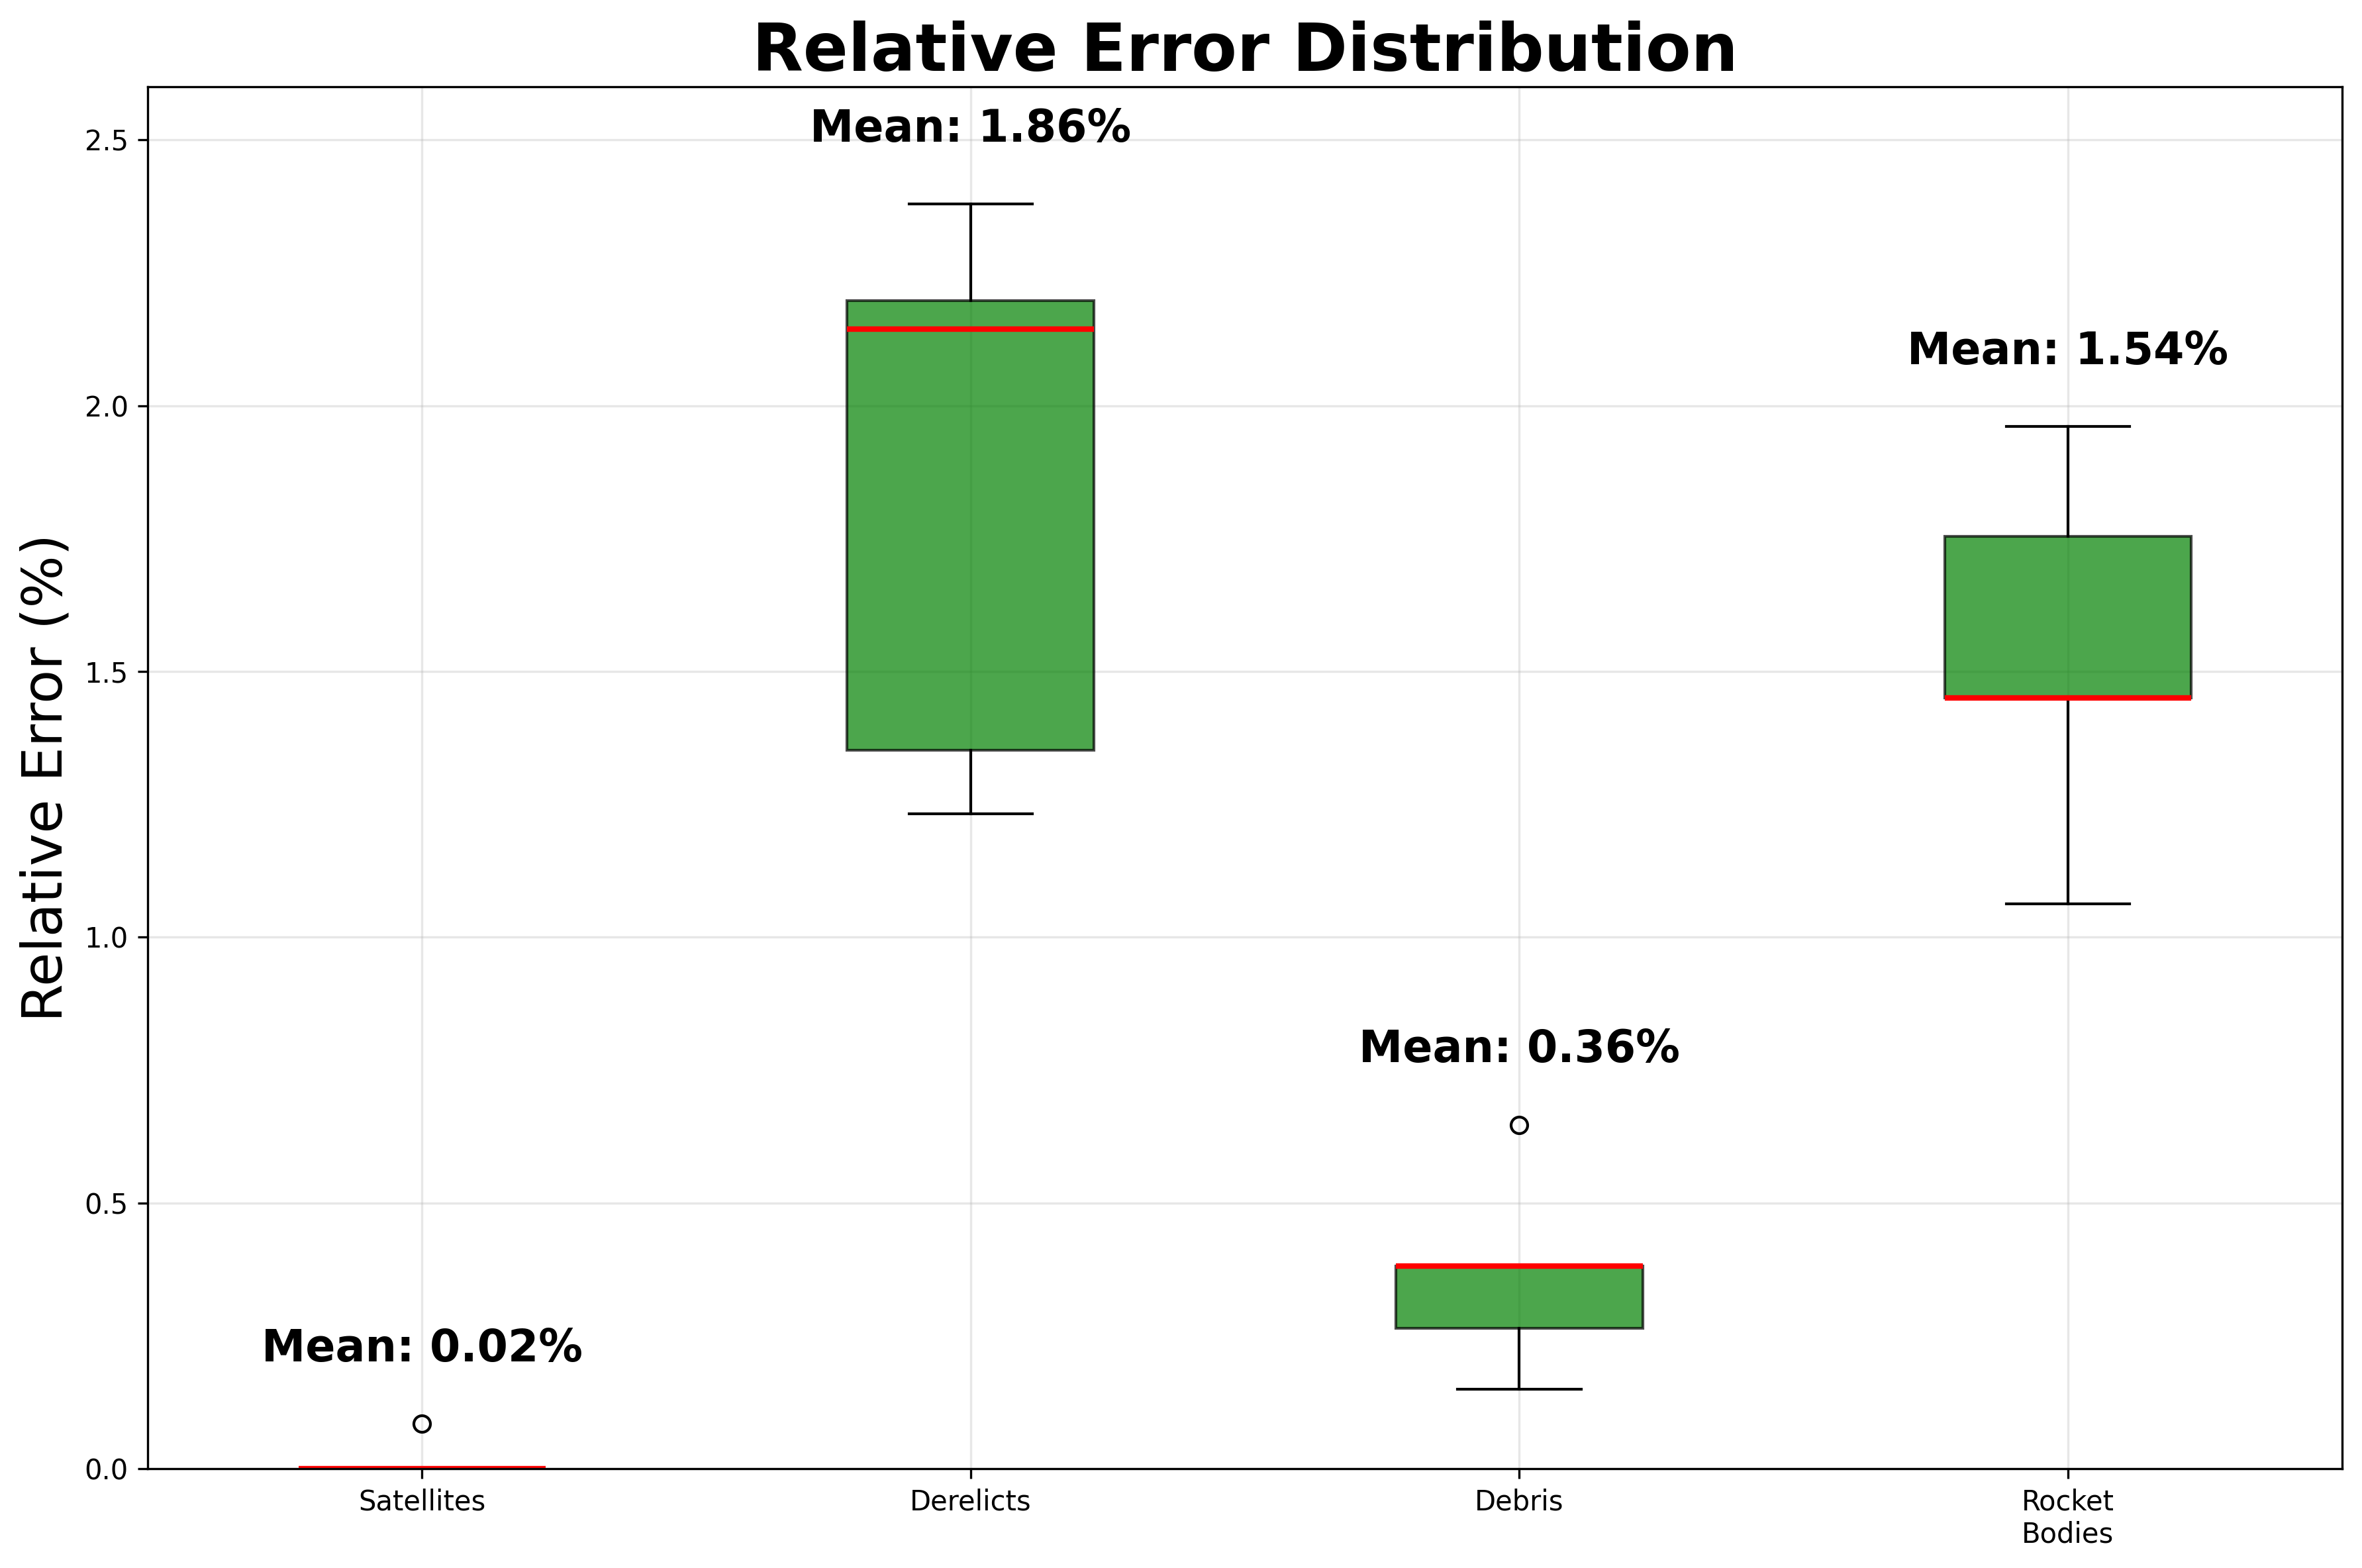 Relative Error Distribution
Relative Error (%)
2.5
2.0
1.5
1.0
0.5
0.0
Mean: 0.02%
Mean: 1.86%
Mean: 0.36%
Mean: 1.54%
Satellites
Derelicts
Debris
Rocket
Bodies